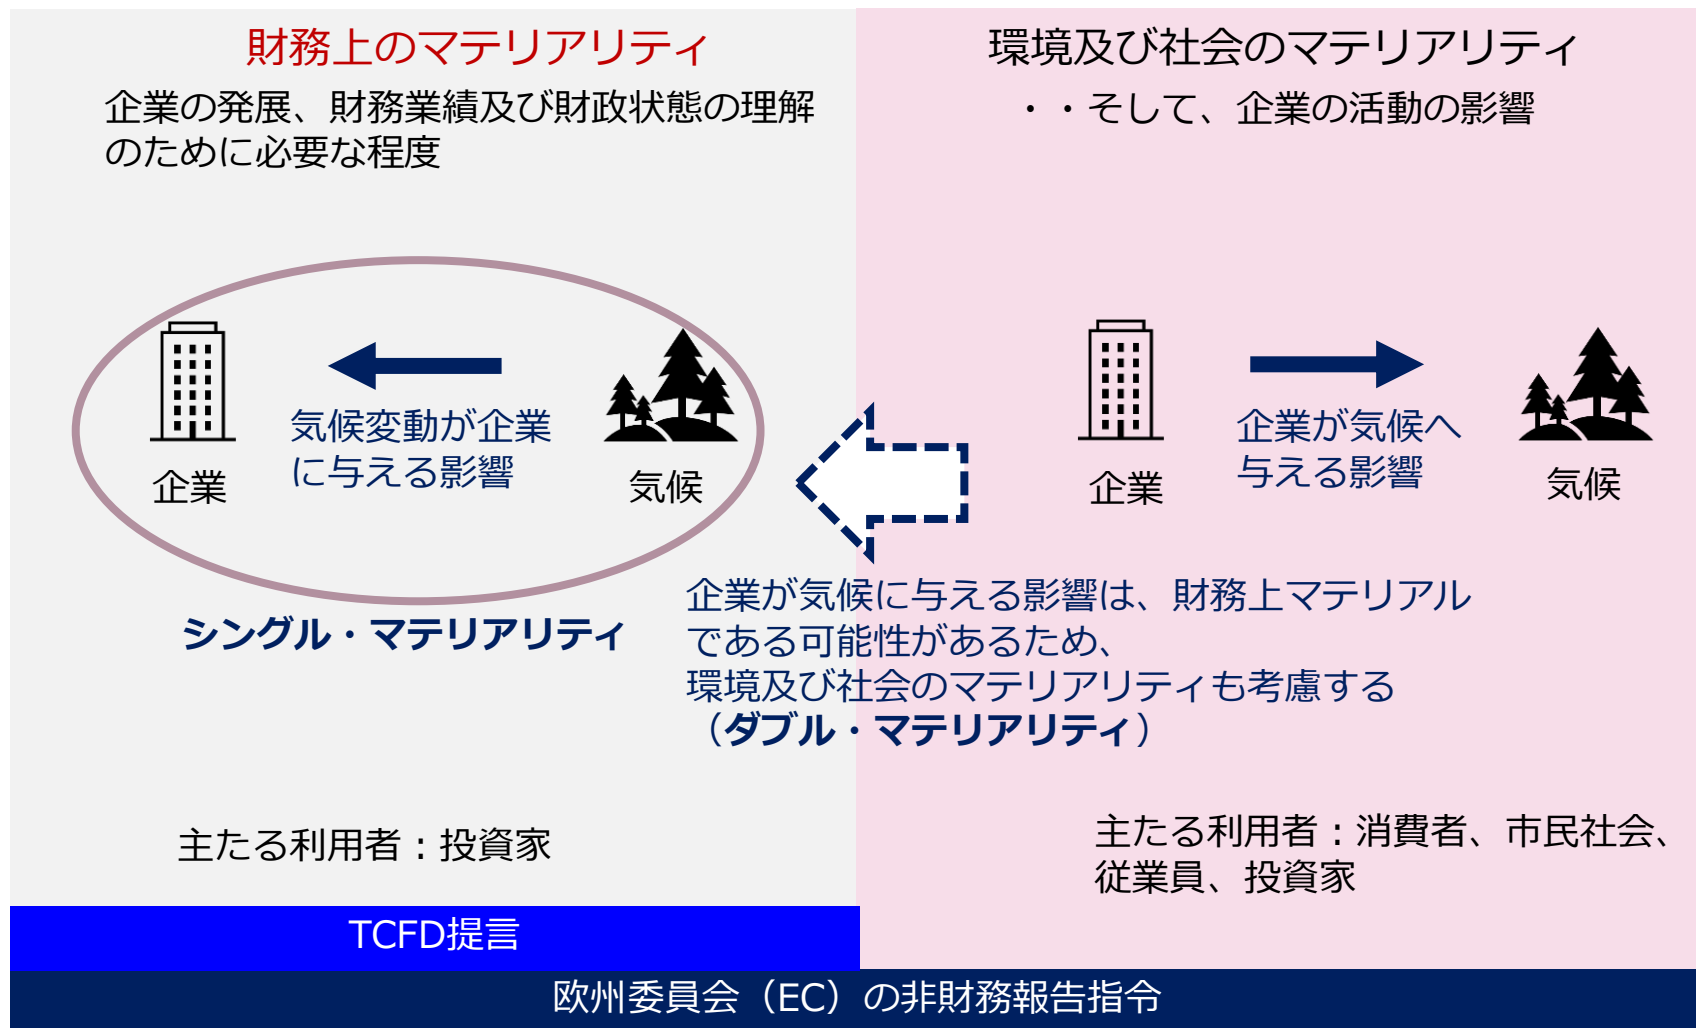 財務上のマテリアリティ
企業の発展、財務業績及び財政状態の理解
のために必要な程度
気候変動が企業
に与える影響
企業
気候
シングル・マテリアリティ
主たる利用者：投資家
環境及び社会のマテリアリティ
・・そして、企業の活動の影響
企業が気候へ
与える影響
企業
気候
企業が気候に与える影響は、財務上マテリアル
である可能性があるため、
環境及び社会のマテリアリティも考慮する
（ダブル・マテリアリティ）
主たる利用者：消費者、市民社会、
従業員、投資家
TCFD提言
欧州委員会（EC）の非財務報告指令